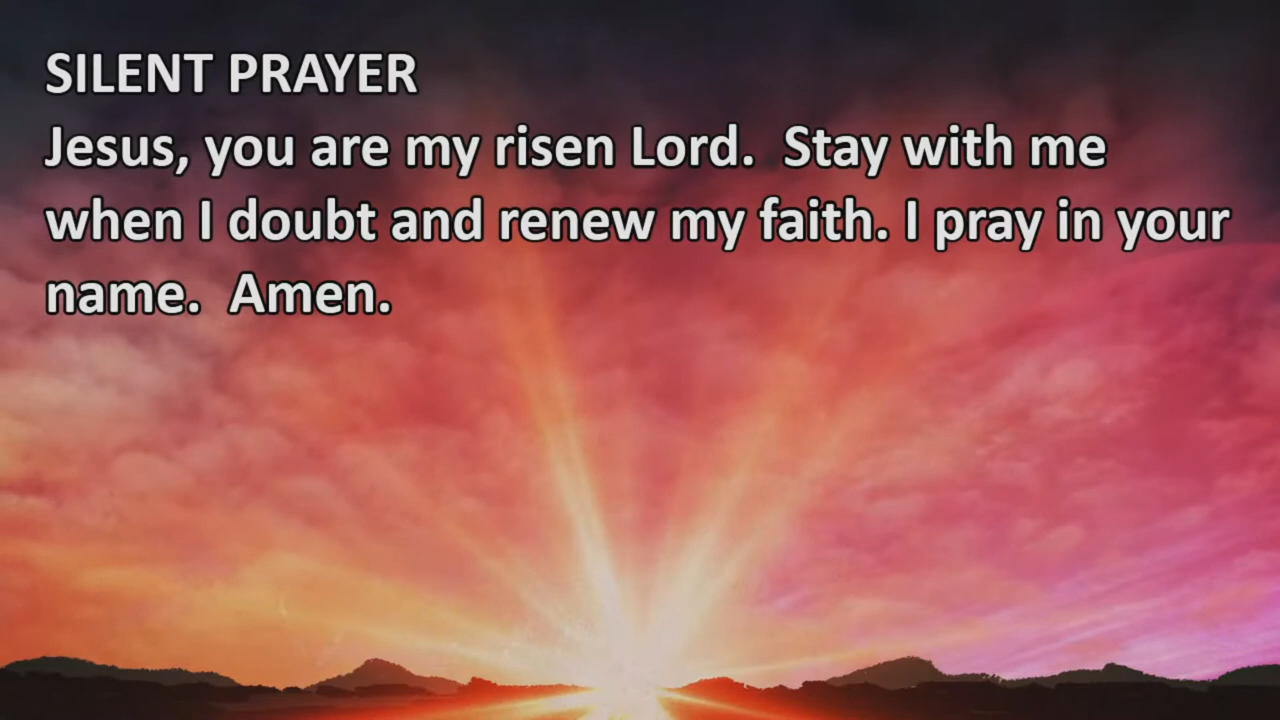 SILENT PRAYER
Jesus, you are my risen Lord.  Stay with me
when I doubt and renew my faith. I pray in your
name.  Amen.